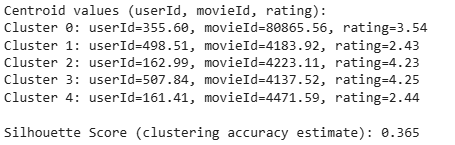 Centroid values (userId, movieId, rating):
Cluster 0: userId=355.60, movieId=80865.56, rating=3.54
Cluster 1: userId=498.51, movieId=4183.92, rating=2.43
Cluster 2: userId=162.99, movieId=4223.11, rating=4.23
Cluster 3: userId=507.84, movieId=4137.52, rating=4.25
Cluster 4: userId=161.41, movieId=4471.59, rating=2.44
Silhouette Score (clustering accuracy estimate): 0.365